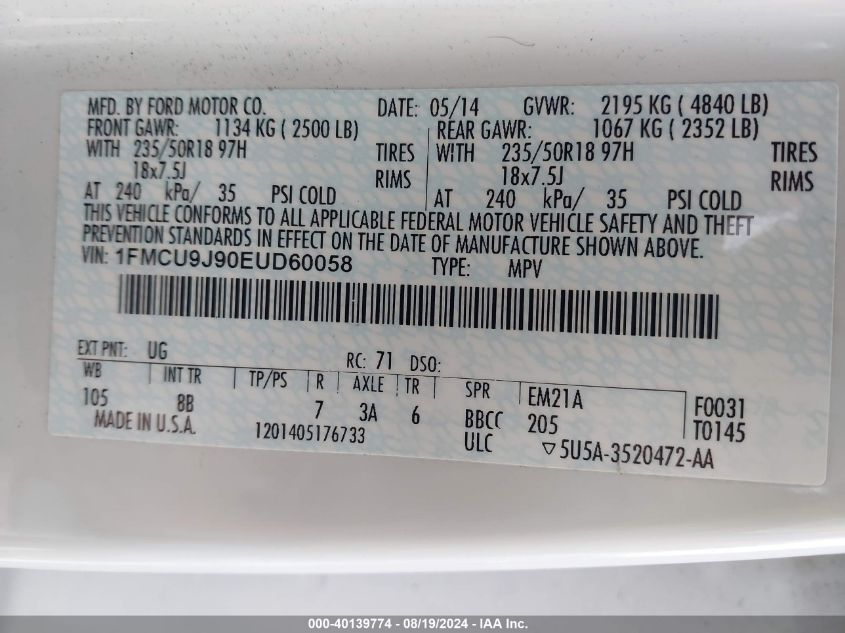 MFD. BY FORD MOTOR CO. DATE: 05/14 GVWR: 2195 KG ( 4840 LB)
FRONT GAWR: 1134 KG ( 2500 LB) REAR GAWR: 1067 KG ( 2352 LB)
WITH 235/50R18 97H TIRES WITH 235/50R18 97H TIRES
18x7.5J RIMS 18x7.5J RIMS
AT 240 kPa/ 35 PSI COLD AT 240 kPa/ 35 PSI COLD
THIS VEHICLE CONFORMS TO ALL APPLICABLE FEDERAL MOTOR VEHICLE SAFETY AND THEFT
PREVENTION STANDARDS IN EFFECT ON THE DATE OF MANUFACTURE SHOWN ABOVE.
VIN: 1FMCU9J90EUD60058 TYPE: MPV
EXT PNT: UG RC: 71 DSO:
WB INT TR TP/PS R AXLE TR SPR EM21A F0031
105 8B 7 3A 6 BBCC 205 T0145
MADE IN U.S.A. 1201405176733 ULC ▽5U5A-3520472-AA
000-40139774 - 08/19/2024 - IAA Inc.